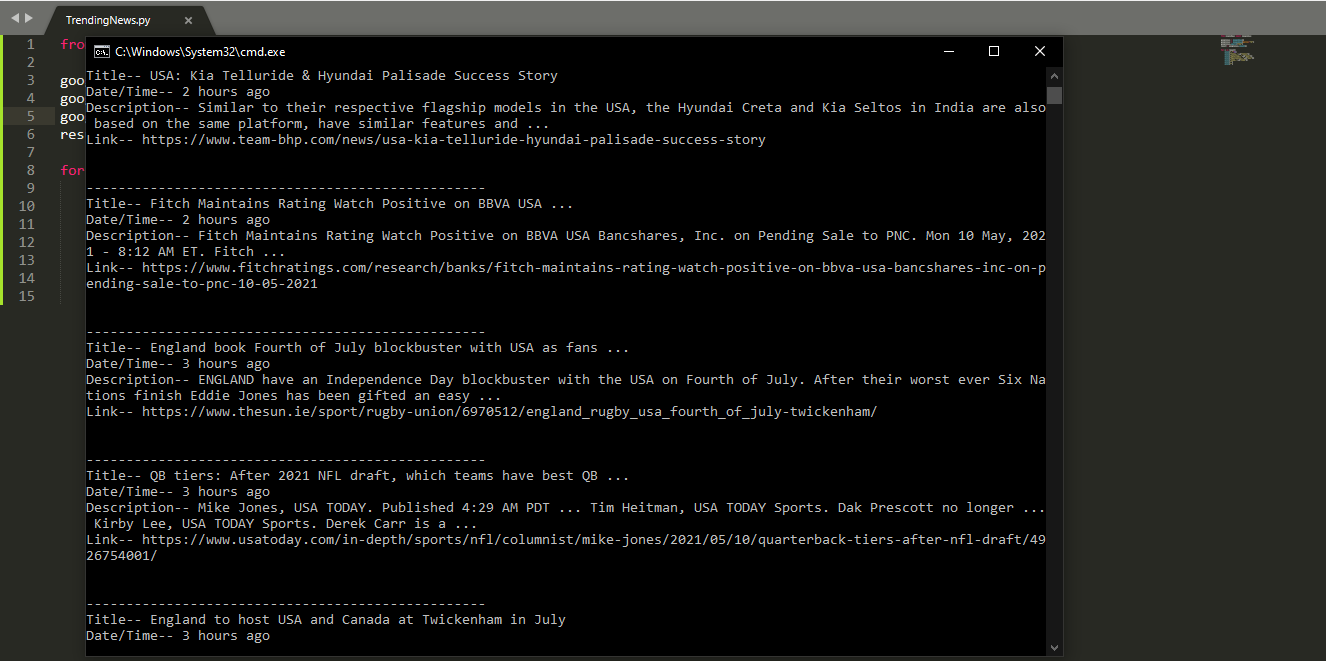 TrendingNews.py
1 fro
2
3 goo
4 goo
5 goo
6 res
7
8 for
9
10
11
12
13
14
15
C:\Windows\System32\cmd.exe
Title-- USA: Kia Telluride & Hyundai Palisade Success Story
Date/Time-- 2 hours ago
Description-- Similar to their respective flagship models in the USA, the Hyundai Creta and Kia Seltos in India are also
 based on the same platform, have similar features and ...
Link-- https://www.team-bhp.com/news/usa-kia-telluride-hyundai-palisade-success-story
--------------------------------------------------
Title-- Fitch Maintains Rating Watch Positive on BBVA USA ...
Date/Time-- 2 hours ago
Description-- Fitch Maintains Rating Watch Positive on BBVA USA Bancshares, Inc. on Pending Sale to PNC. Mon 10 May, 202
1 - 8:12 AM ET. Fitch ...
Link-- https://www.fitchratings.com/research/banks/fitch-maintains-rating-watch-positive-on-bbva-usa-bancshares-inc-on-p
ending-sale-to-pnc-10-05-2021
--------------------------------------------------
Title-- England book Fourth of July blockbuster with USA as fans ...
Date/Time-- 3 hours ago
Description-- ENGLAND have an Independence Day blockbuster with the USA on Fourth of July. After their worst ever Six Na
tions finish Eddie Jones has been gifted an easy ...
Link-- https://www.thesun.ie/sport/rugby-union/6970512/england_rugby_usa_fourth_of_july-twickenham/
--------------------------------------------------
Title-- QB tiers: After 2021 NFL draft, which teams have best QB ...
Date/Time-- 3 hours ago
Description-- Mike Jones, USA TODAY. Published 4:29 AM PDT ... Tim Heitman, USA TODAY Sports. Dak Prescott no longer ...
 Kirby Lee, USA TODAY Sports. Derek Carr is a ...
Link-- https://www.usatoday.com/in-depth/sports/nfl/columnist/mike-jones/2021/05/10/quarterback-tiers-after-nfl-draft/49
26754001/
--------------------------------------------------
Title-- England to host USA and Canada at Twickenham in July
Date/Time-- 3 hours ago